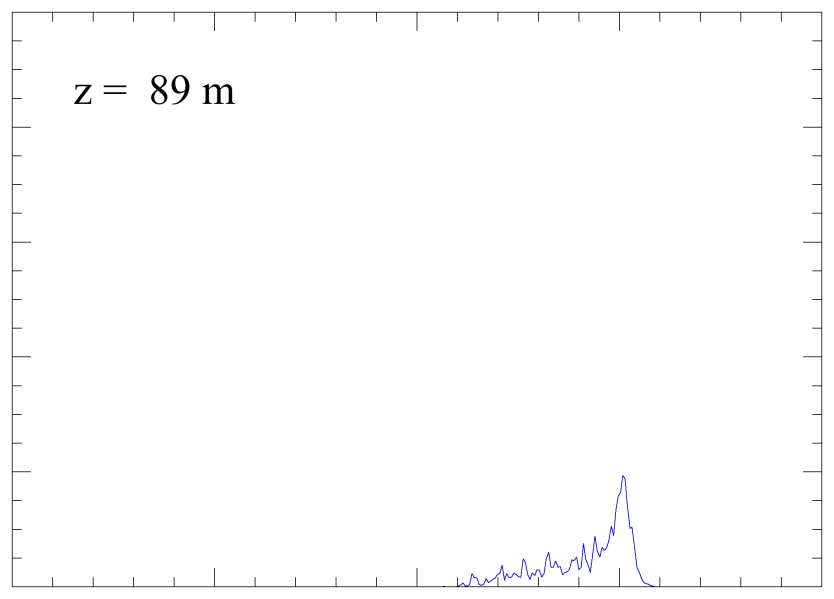 z =  89 m